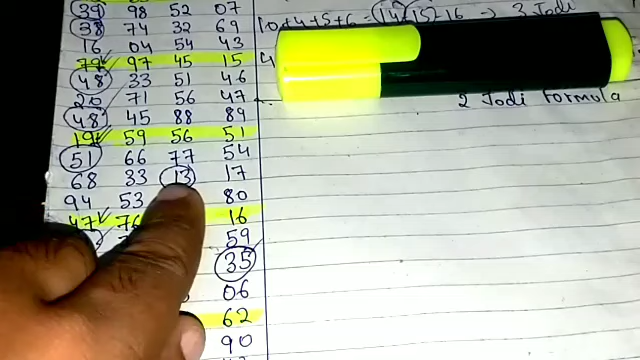 39 98 52 07
38 74 32 69
16 04 54 43
79 97 45 15
48 33 51 46
20 71 56 47
48 45 88 89
19 59 56 51
51 66 77 54
68 33 13 17
94 53 80
47 76 16
59
35
06
62
90
10+4+5+6= 14 15 16 → 3 Jodi
2 Jodi Formula